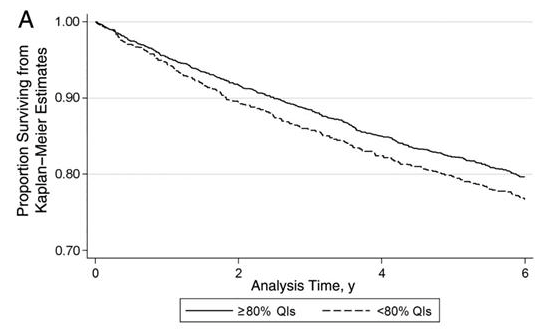 A
Proportion Surviving from
Kaplan−Meier Estimates
1.00
0.90
0.80
0.70
0
2
4
6
Analysis Time, y
≥80% QIs
<80% QIs